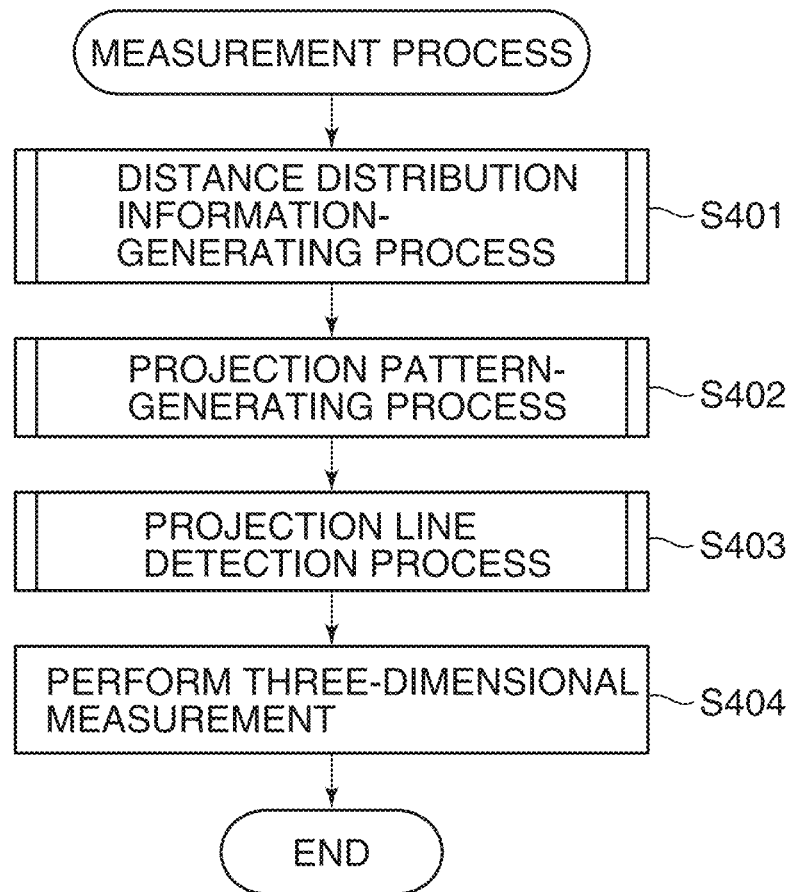 MEASUREMENT PROCESS
DISTANCE DISTRIBUTION
INFORMATION-
GENERATING PROCESS
S401
PROJECTION PATTERN-
GENERATING PROCESS
S402
PROJECTION LINE
DETECTION PROCESS
S403
PERFORM THREE-DIMENSIONAL
MEASUREMENT
S404
END